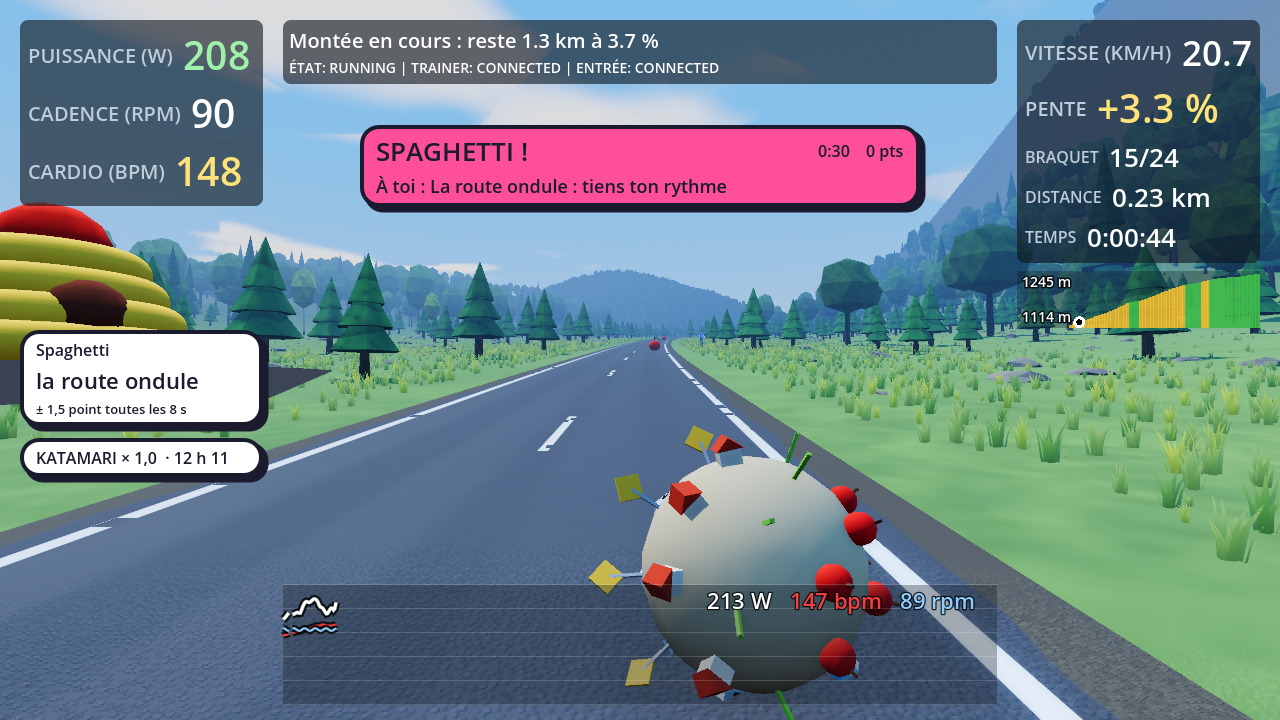 PUISSANCE (W) 208
CADENCE (RPM) 90
CARDIO (BPM) 148
Montée en cours : reste 1.3 km à 3.7 %
ÉTAT: RUNNING | TRAINER: CONNECTED | ENTRÉE: CONNECTED
SPAGHETTI ! 0:30 0 pts
À toi : La route ondule : tiens ton rythme
VITESSE (KM/H) 20.7
PENTE +3.3 %
BRAQUET 15/24
DISTANCE 0.23 km
TEMPS 0:00:44
1245 m
1114 m
Spaghetti
la route ondule
± 1,5 point toutes les 8 s
KATAMARI × 1,0 · 12 h 11
213 W 147 bpm 89 rpm